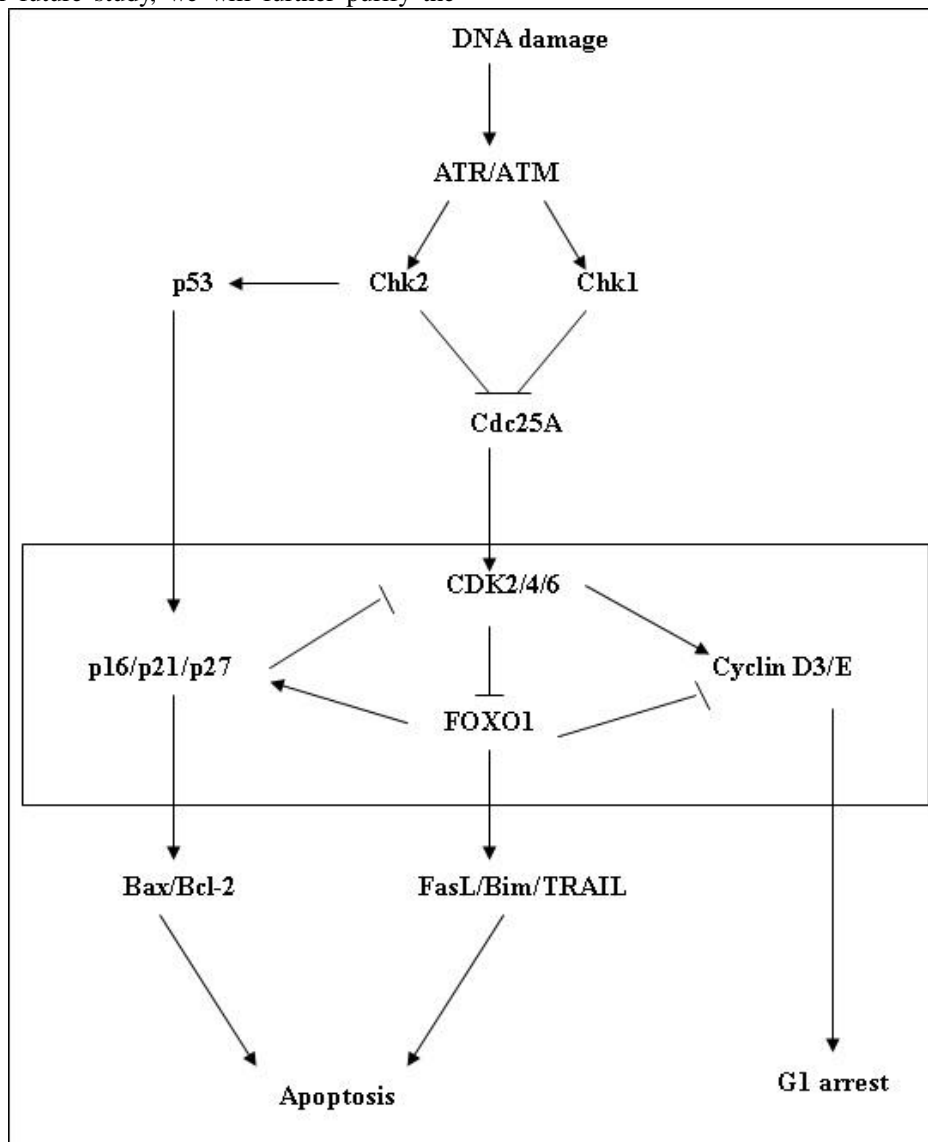 future study, we will further purify the
DNA damage
ATR/ATM
p53
Chk2
Chk1
Cdc25A
CDK2/4/6
p16/p21/p27
Cyclin D3/E
FOXO1
Bax/Bcl-2
FasL/Bim/TRAIL
Apoptosis
G1 arrest